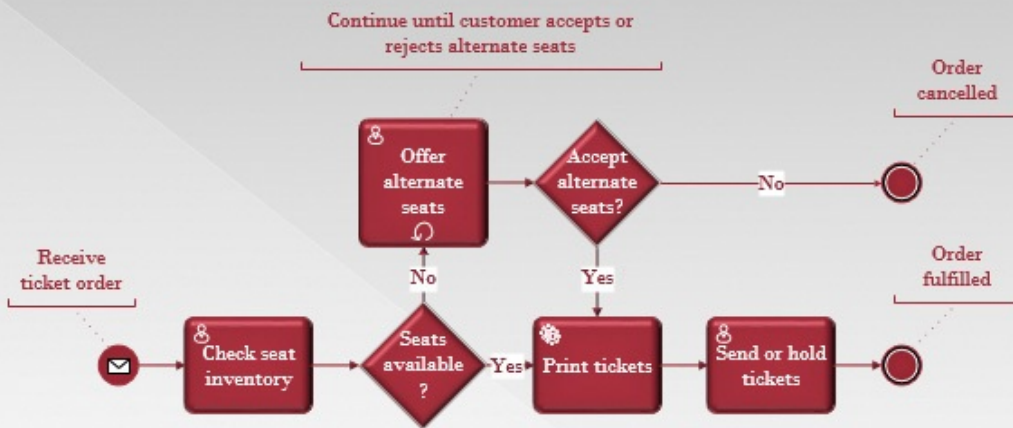 Continue until customer accepts or
rejects alternate seats
Order
cancelled
Offer
alternate
seats
Accept
alternate
seats?
No
Receive
ticket order
No
Yes
Order
fulfilled
Check seat
inventory
Seats
available
?
Yes
Print tickets
Send or hold
tickets